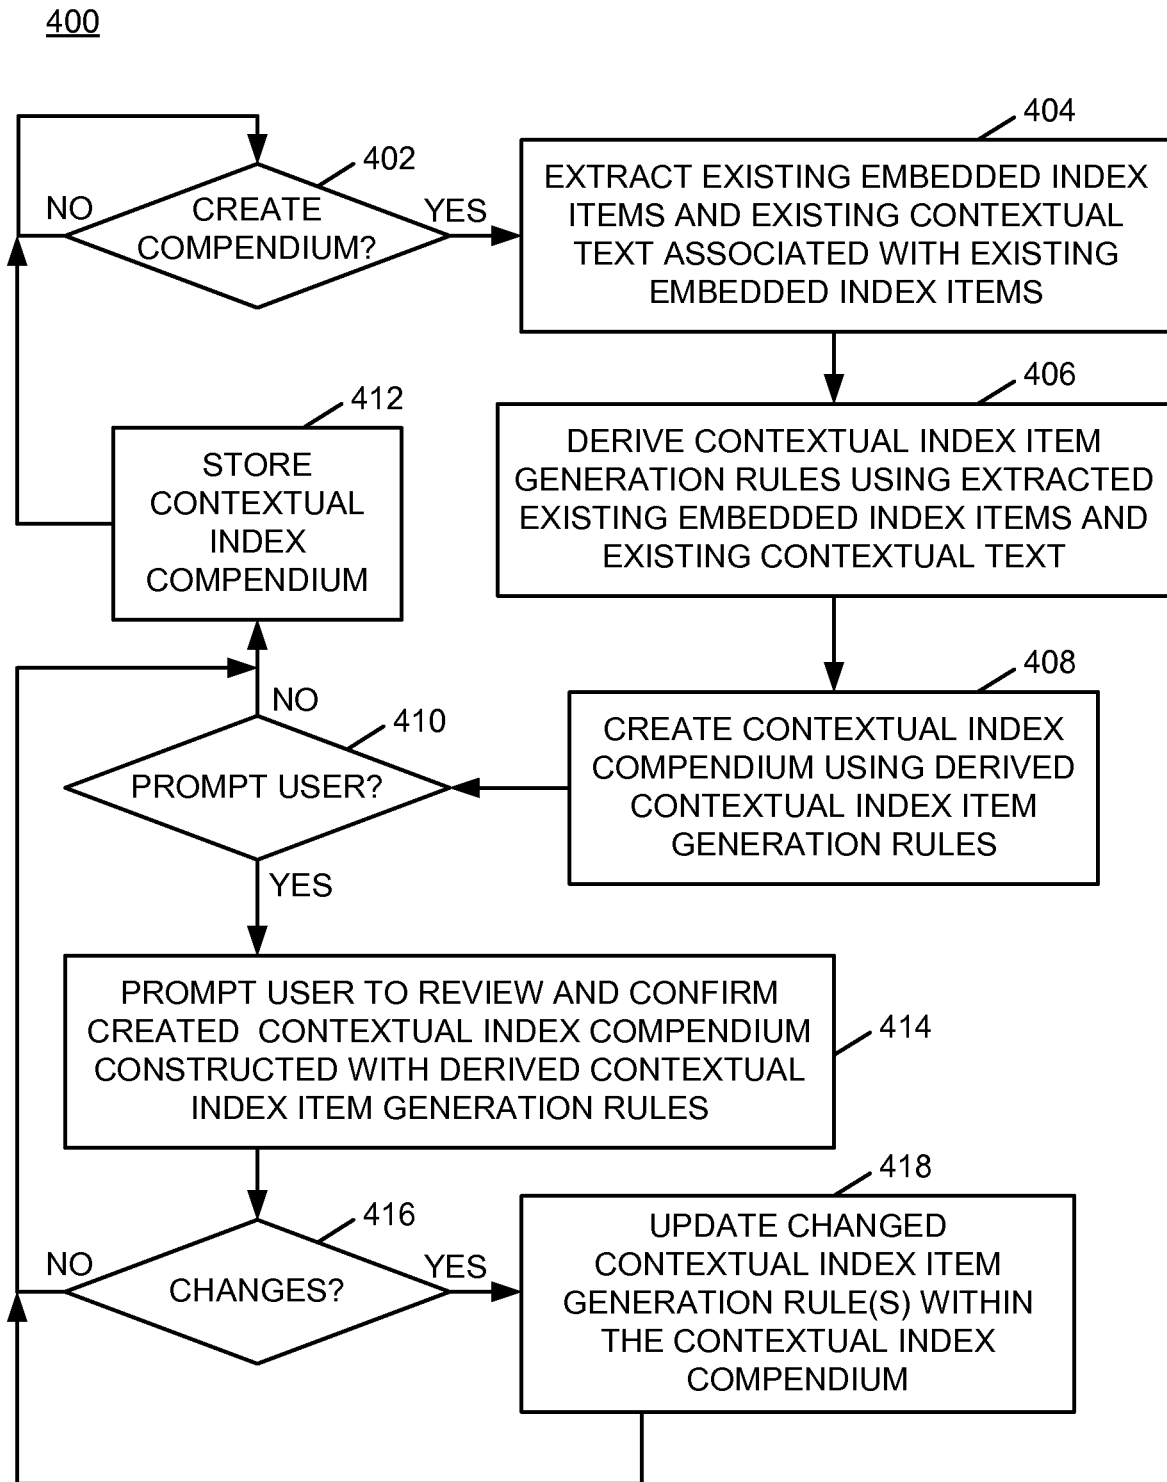 400
402
CREATE
COMPENDIUM?
NO
YES
404
EXTRACT EXISTING EMBEDDED INDEX
ITEMS AND EXISTING CONTEXTUAL
TEXT ASSOCIATED WITH EXISTING
EMBEDDED INDEX ITEMS
406
DERIVE CONTEXTUAL INDEX ITEM
GENERATION RULES USING EXTRACTED
EXISTING EMBEDDED INDEX ITEMS AND
EXISTING CONTEXTUAL TEXT
408
CREATE CONTEXTUAL INDEX
COMPENDIUM USING DERIVED
CONTEXTUAL INDEX ITEM
GENERATION RULES
410
PROMPT USER?
NO
YES
412
STORE
CONTEXTUAL
INDEX
COMPENDIUM
414
PROMPT USER TO REVIEW AND CONFIRM
CREATED CONTEXTUAL INDEX COMPENDIUM
CONSTRUCTED WITH DERIVED CONTEXTUAL
INDEX ITEM GENERATION RULES
416
CHANGES?
NO
YES
418
UPDATE CHANGED
CONTEXTUAL INDEX ITEM
GENERATION RULE(S) WITHIN
THE CONTEXTUAL INDEX
COMPENDIUM